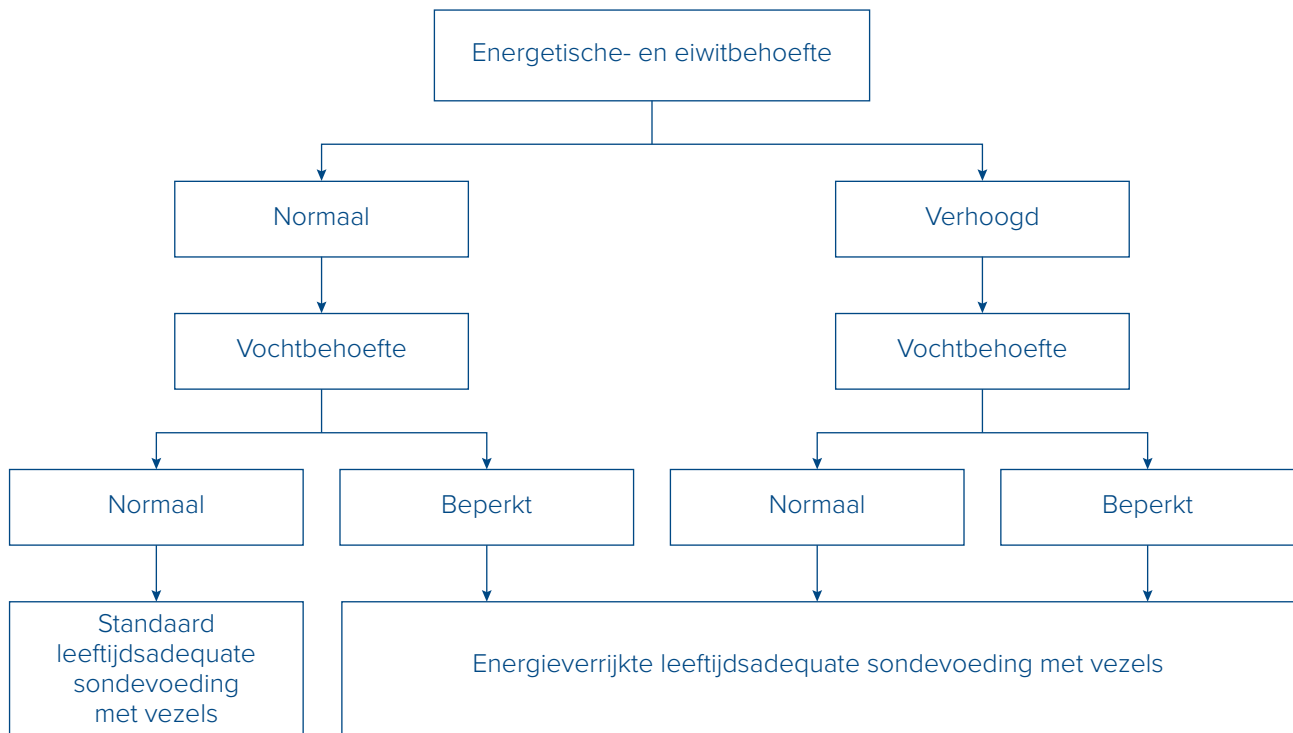 Energetische- en eiwitbehoefte
Normaal
Verhoogd
Vochtbehoefte
Vochtbehoefte
Normaal
Beperkt
Normaal
Beperkt
Standaard
leeftijdsadequate
sondevoeding
met vezels
Energieverrijkte leeftijdsadequate sondevoeding met vezels